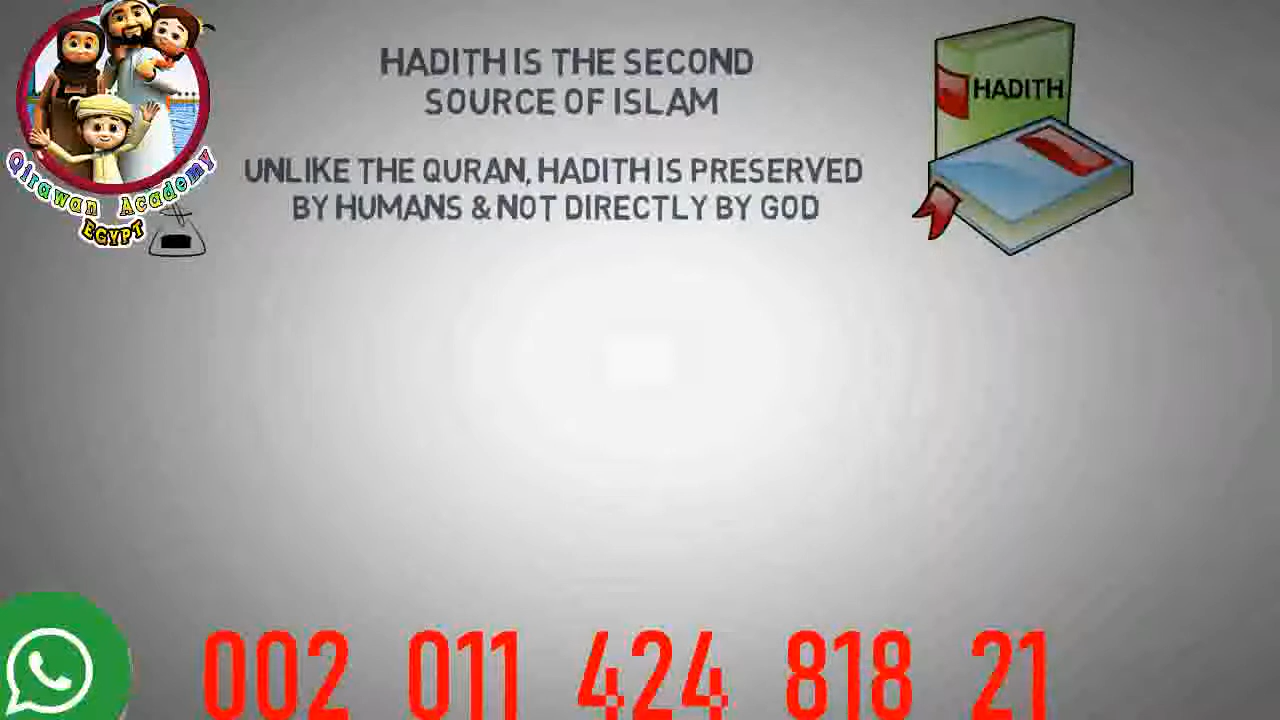 Qirawan Academy
EGYPT
HADITH IS THE SECOND
SOURCE OF ISLAM
UNLIKE THE QURAN, HADITH IS PRESERVED
BY HUMANS & NOT DIRECTLY BY GOD
HADITH
002 011 424 818 21